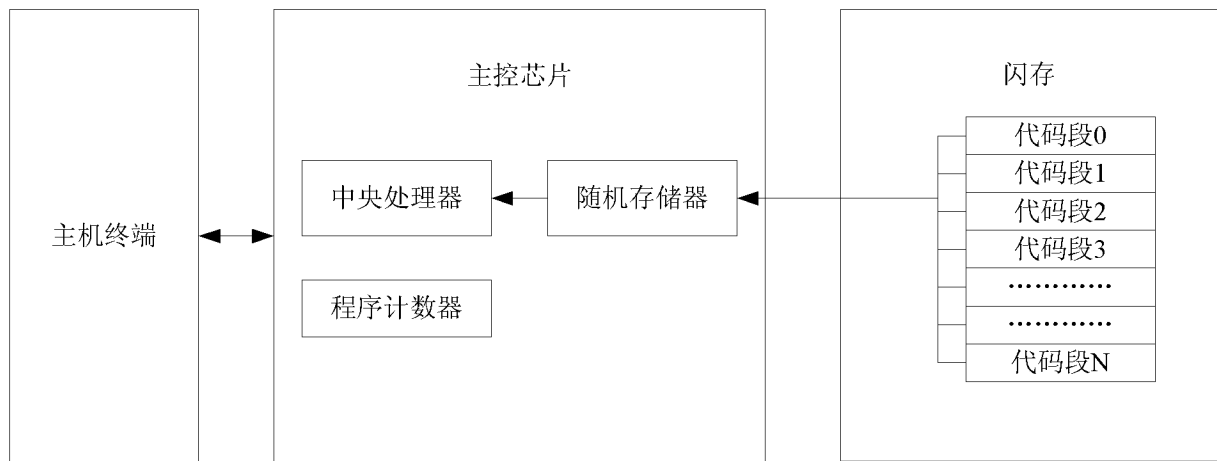 主机终端
主控芯片
中央处理器
随机存储器
程序计数器
闪存
代码段0
代码段1
代码段2
代码段3
…………
…………
代码段N